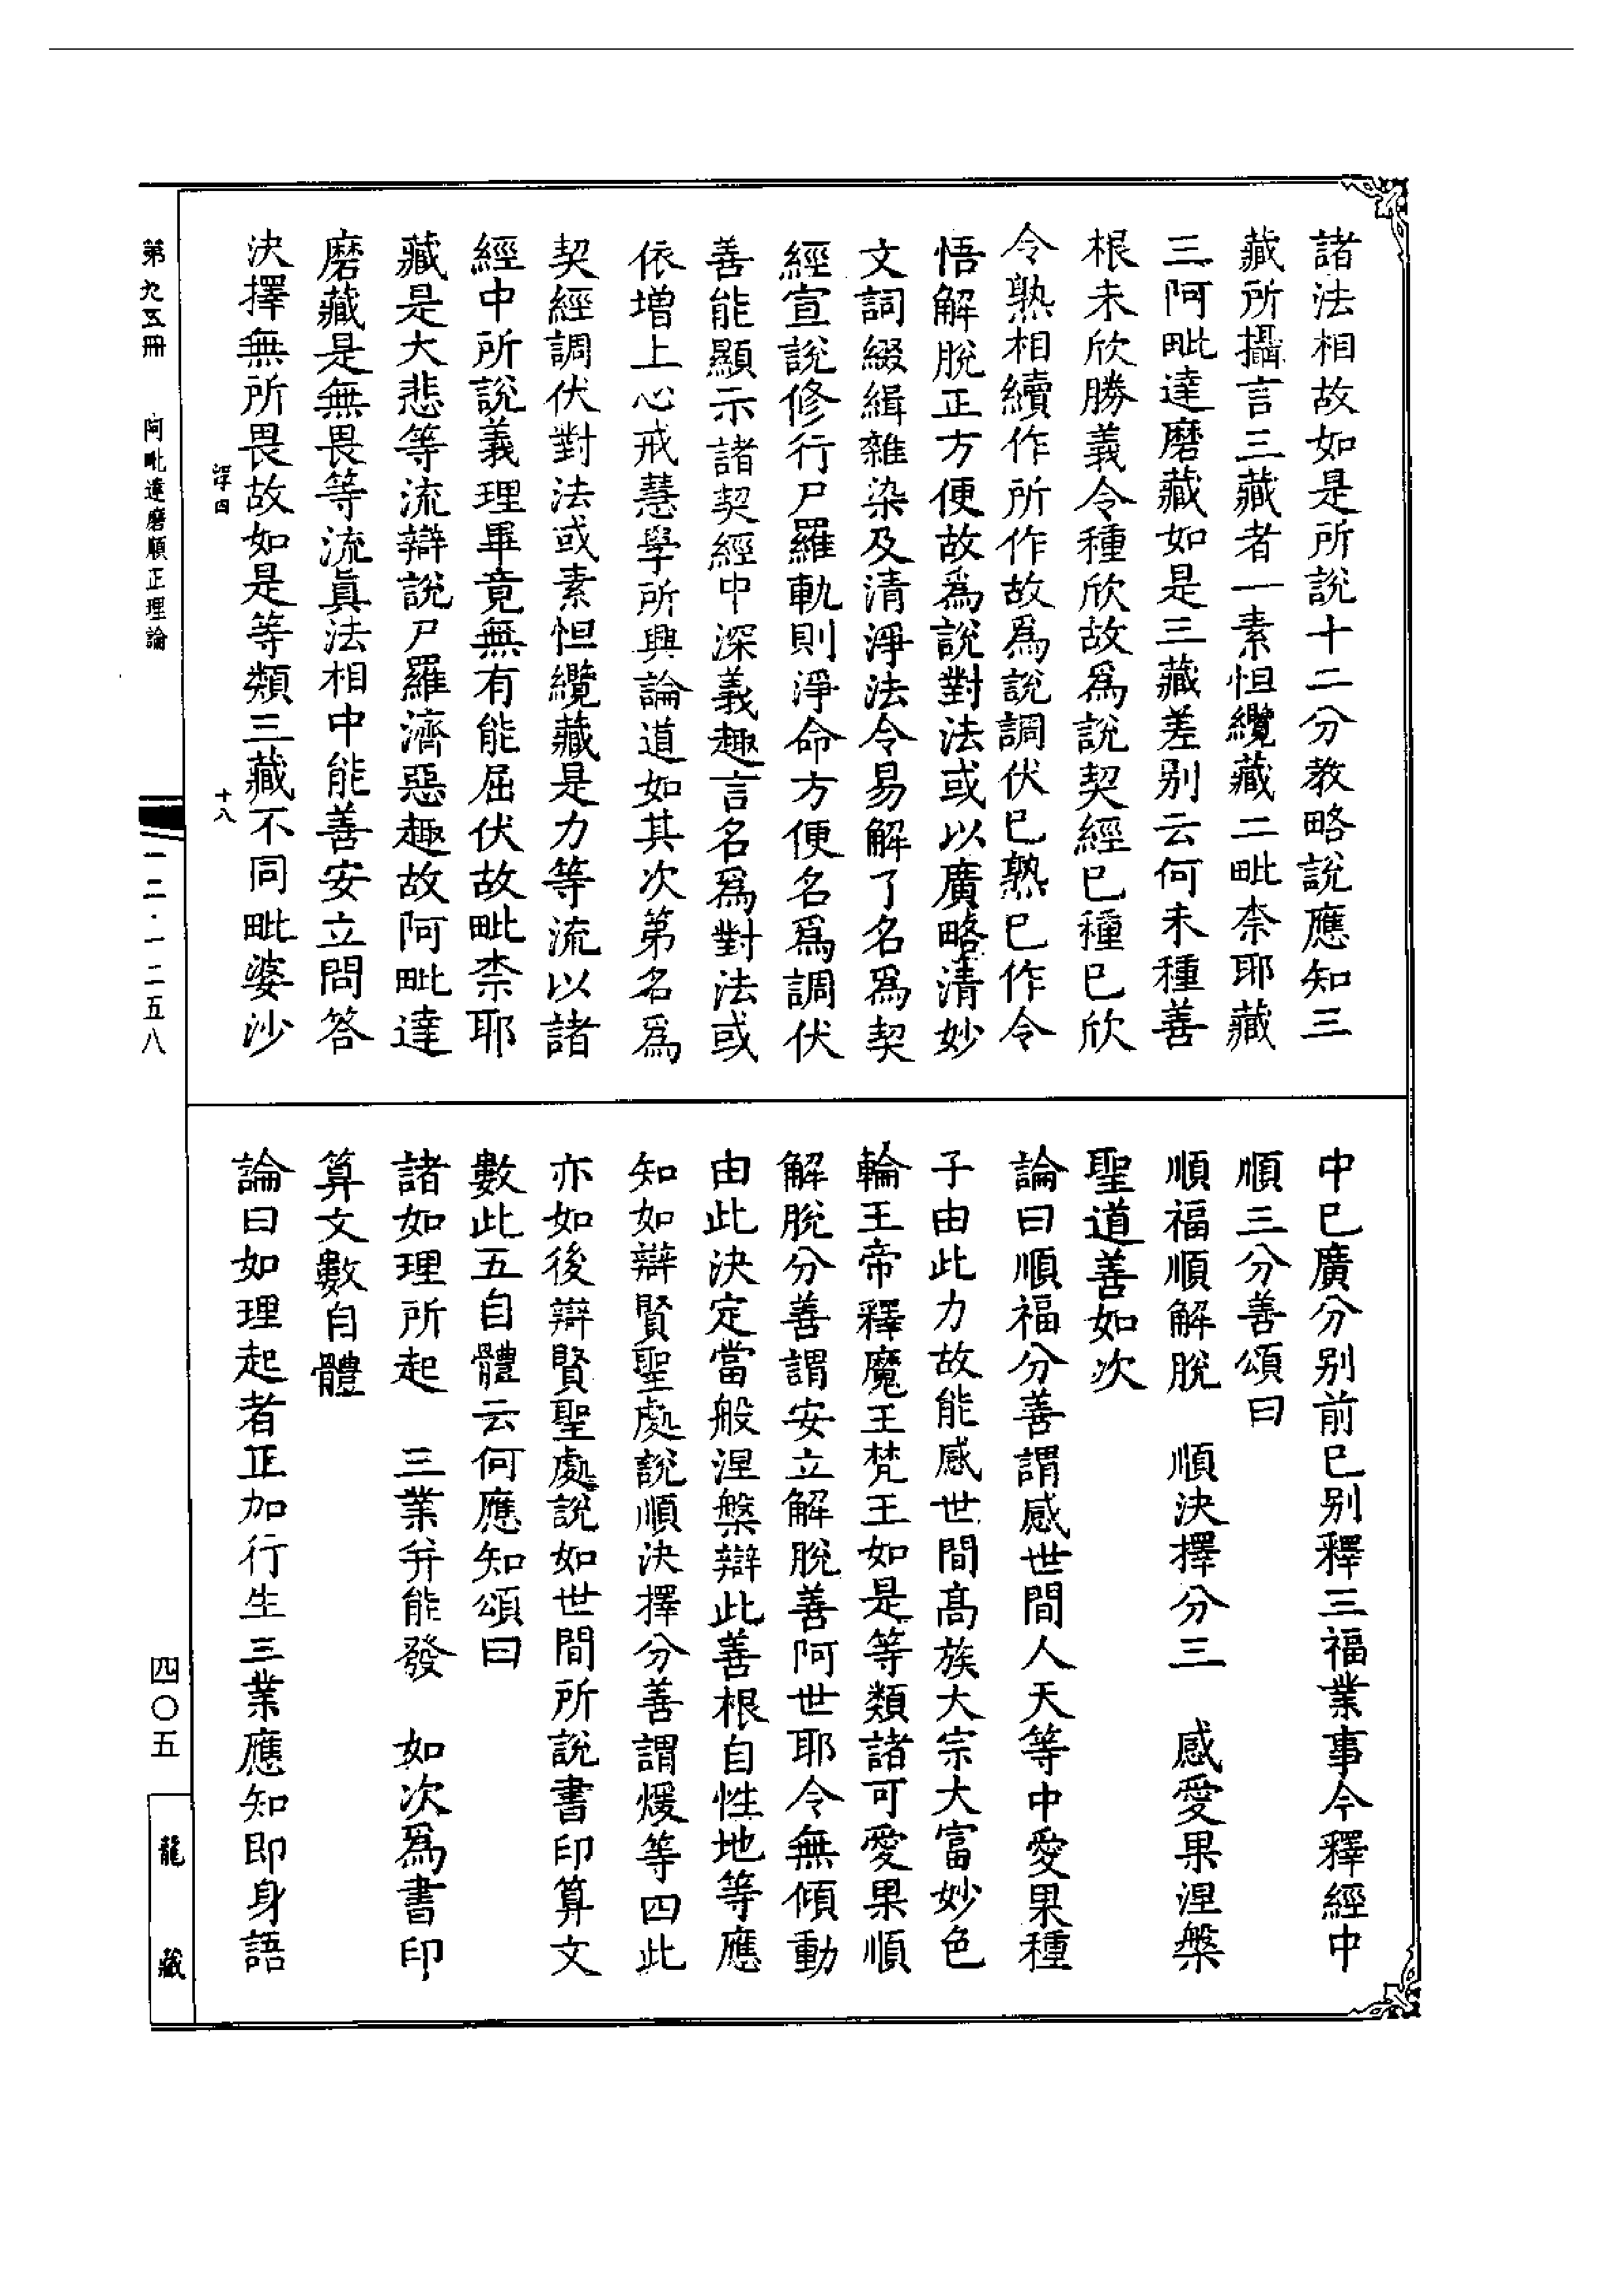 諸法相故如是所說十二分教略說應知三
藏所攝言三藏者一素怛纜藏二毗柰耶藏
三阿毗達磨藏如是三藏差别云何未種善
根未欣勝義令種欣故爲說契經已種已欣
令熟相續作所作故爲說調伏已熟已作令
悟解脫正方便故爲說對法或以廣略清妙
文詞綴緝雜染及清淨法令易解了名爲契
經宣說修行尸羅軌則淨命方便名爲調伏
善能顯示諸契經中深義趣言名爲對法或
依增上心戒慧學所興論道如其次第名爲
契經調伏對法或素怛纜藏是力等流以諸
經中所說義理畢竟無有能屈伏故毗柰耶
藏是大悲等流辯說尸羅濟惡趣故阿毗達
磨藏是無畏等流眞法相中能善安立問答
決擇無所畏故如是等類三藏不同毗婆沙
中已廣分别前已别釋三福業事今釋經中
順三分善頌曰
順福順解脫　順決擇分三　感愛果涅槃
聖道善如次
論曰順福分善謂感世間人天等中愛果種
子由此力故能感世間髙族大宗大富妙色
輪王帝釋魔王梵王如是等類諸可愛果順
解脫分善謂安立解脫善阿世耶令無傾動
由此決定當般涅槃辯此善根自性地等應
知如辯賢聖處說順決擇分善謂煖等四此
亦如後辯賢聖處說如世間所說書印算文
數此五自體云何應知頌曰
諸如理所起　三業并能發　如次爲書印
算文數自體
論曰如理起者正加行生三業應知即身語
第九五冊　阿毗達磨順正理論
十八
一二·一二五八
四〇五
龍藏